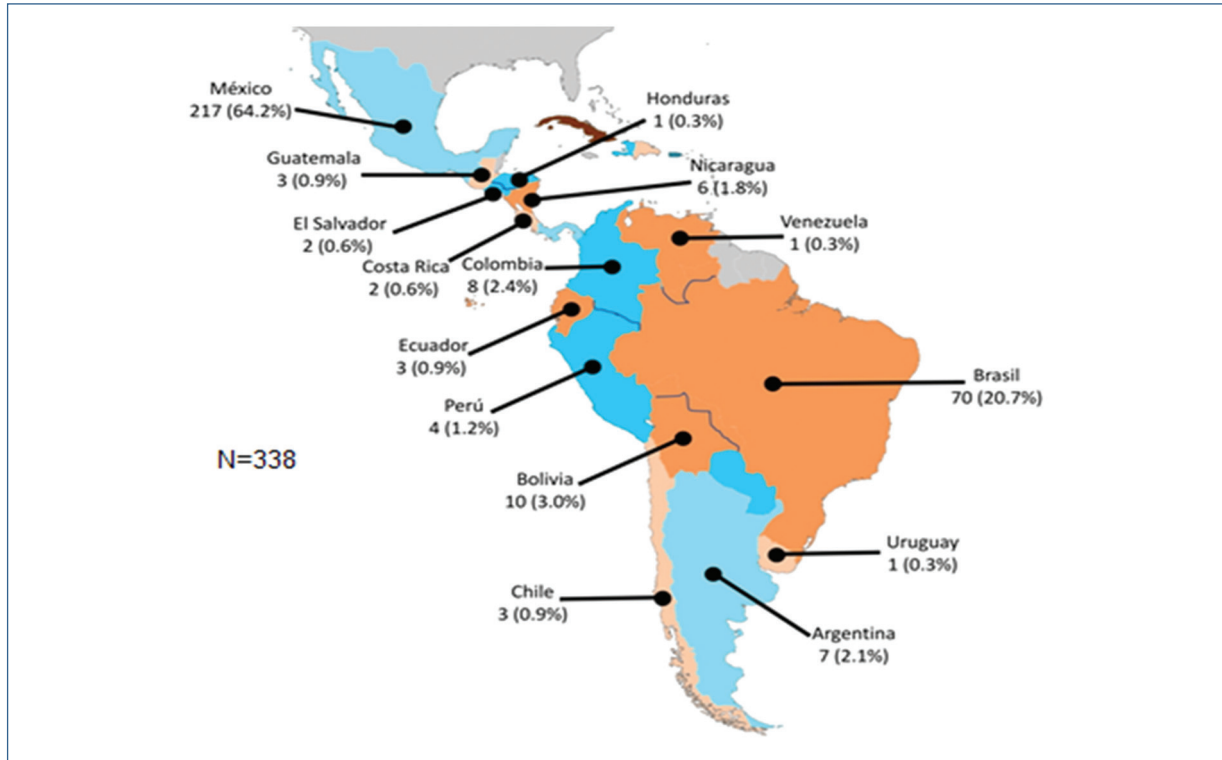 México
217 (64.2%)
Honduras
1 (0.3%)
Guatemala
3 (0.9%)
Nicaragua
6 (1.8%)
El Salvador
2 (0.6%)
Venezuela
1 (0.3%)
Costa Rica
2 (0.6%)
Colombia
8 (2.4%)
Ecuador
3 (0.9%)
Brasil
70 (20.7%)
Perú
4 (1.2%)
N=338
Bolivia
10 (3.0%)
Uruguay
1 (0.3%)
Chile
3 (0.9%)
Argentina
7 (2.1%)